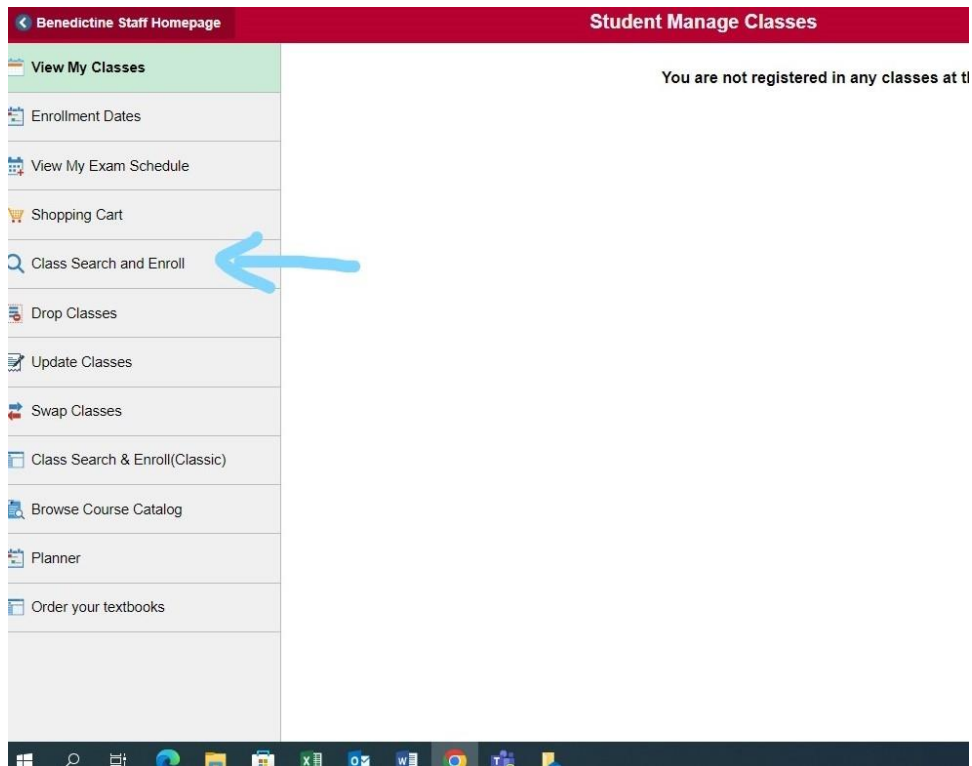 Benedictine Staff Homepage
Student Manage Classes
View My Classes
You are not registered in any classes at
Enrollment Dates
View My Exam Schedule
Shopping Cart
Class Search and Enroll
Drop Classes
Update Classes
Swap Classes
Class Search & Enroll(Classic)
Browse Course Catalog
Planner
Order your textbooks